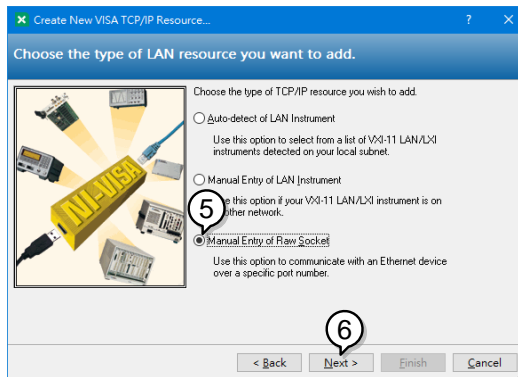 Create New VISA TCP/IP Resource...
Choose the type of LAN resource you want to add.
Choose the type of TCP/IP resource you wish to add.
Auto-detect of LAN Instrument
Use this option to select from a list of VXI-11 LAN/LXI
instruments detected on your local subnet.
Manual Entry of LAN Instrument
this option if your VXI-11 LAN/LXI instrument is on
network.
5
Manual Entry of Raw Socket
Use this option to communicate with an Ethernet device
over a specific port number.
NI-VISA
6
< Back
Next >
Finish
Cancel